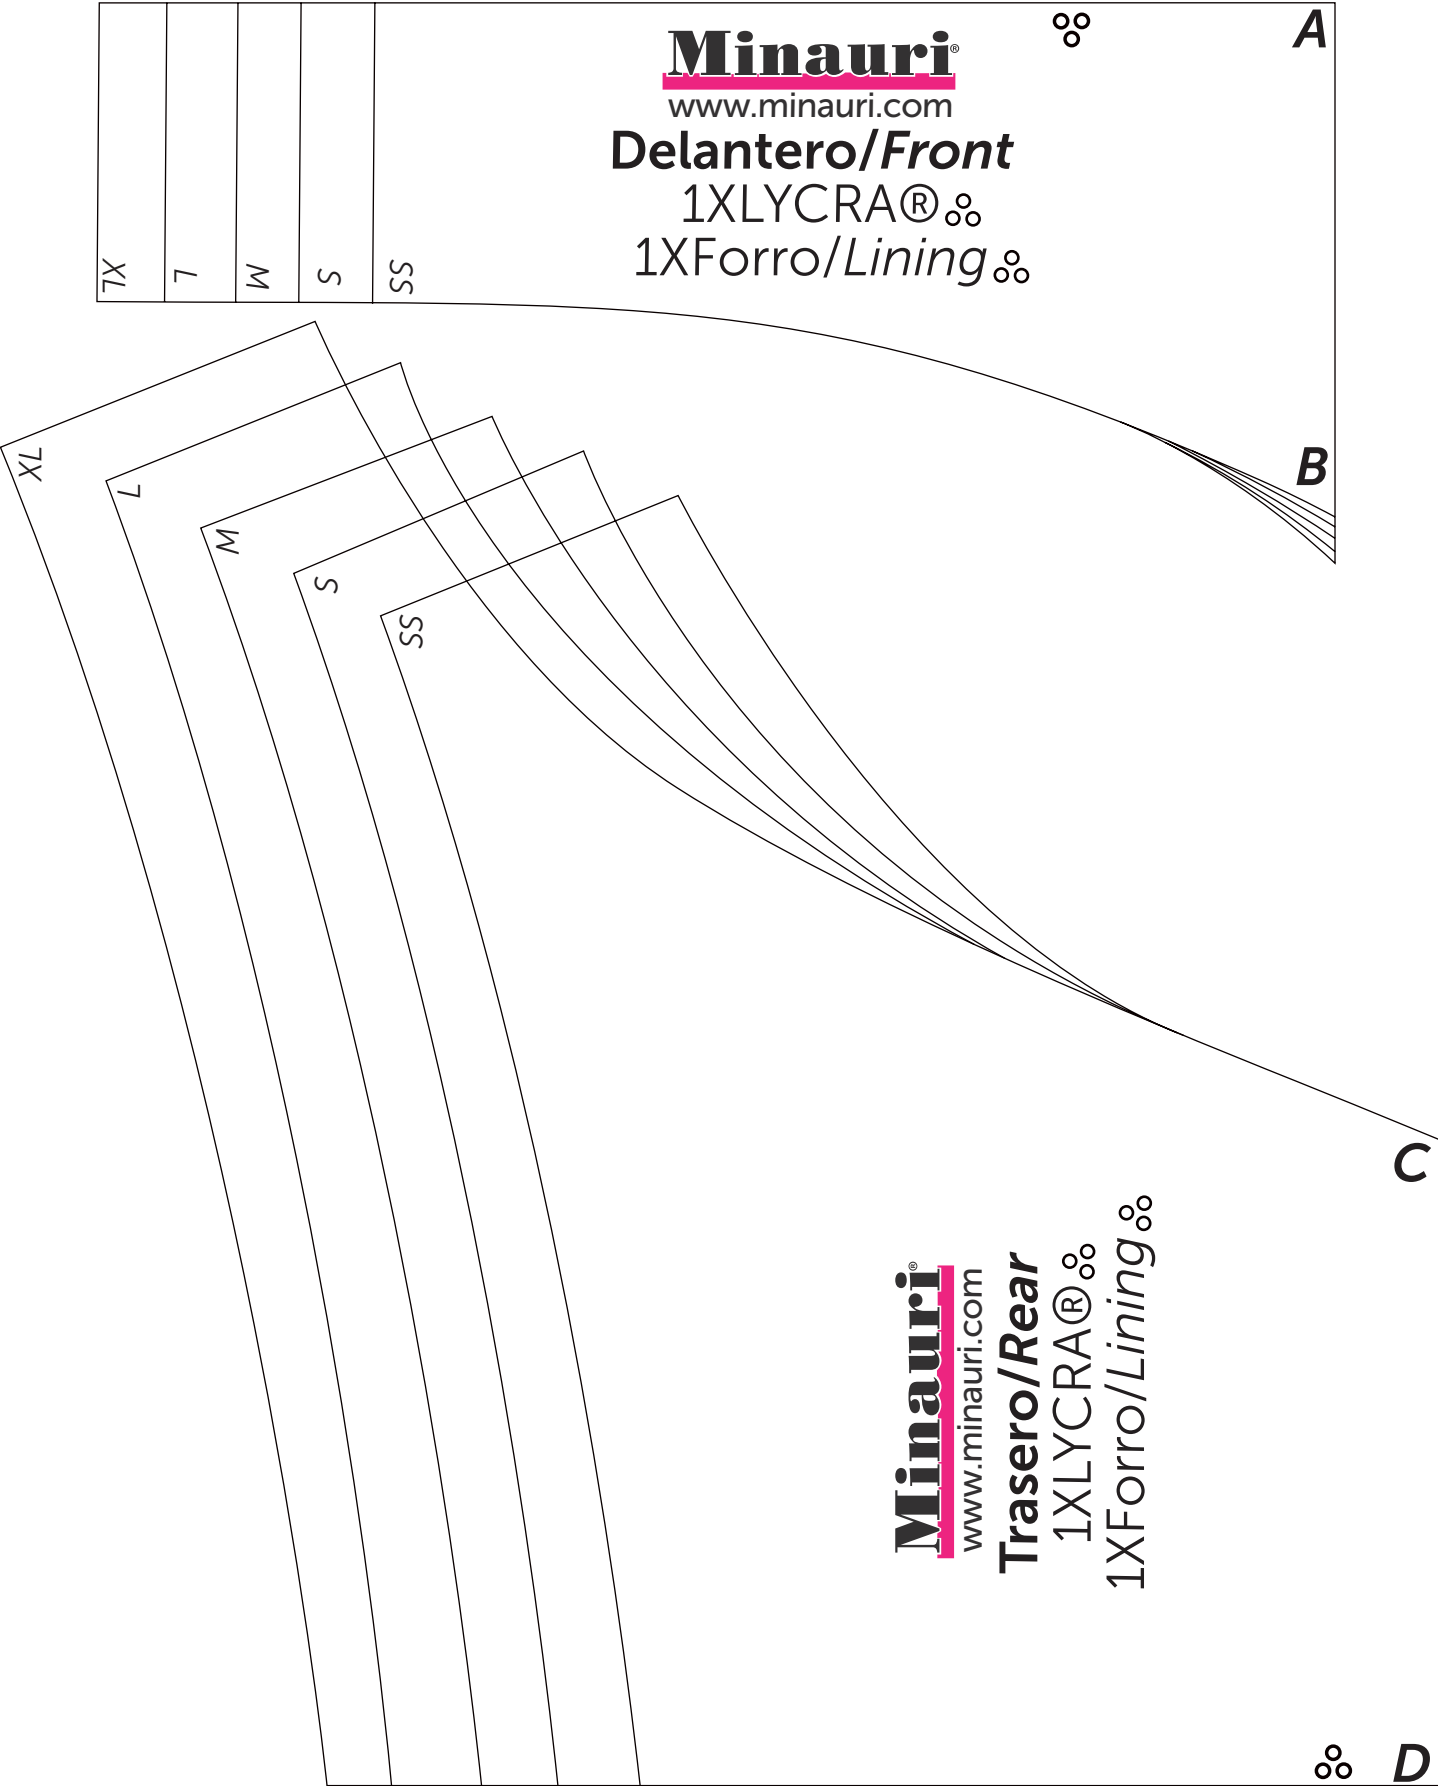 A
Minauri®
www.minauri.com
Delantero/Front
1XLYCRA®
1XForro/Lining
XL
L
M
S
SS
B
XL
L
M
S
SS
C
Minauri®
www.minauri.com
Trasero/Rear
1XLYCRA®
1XForro/Lining
D